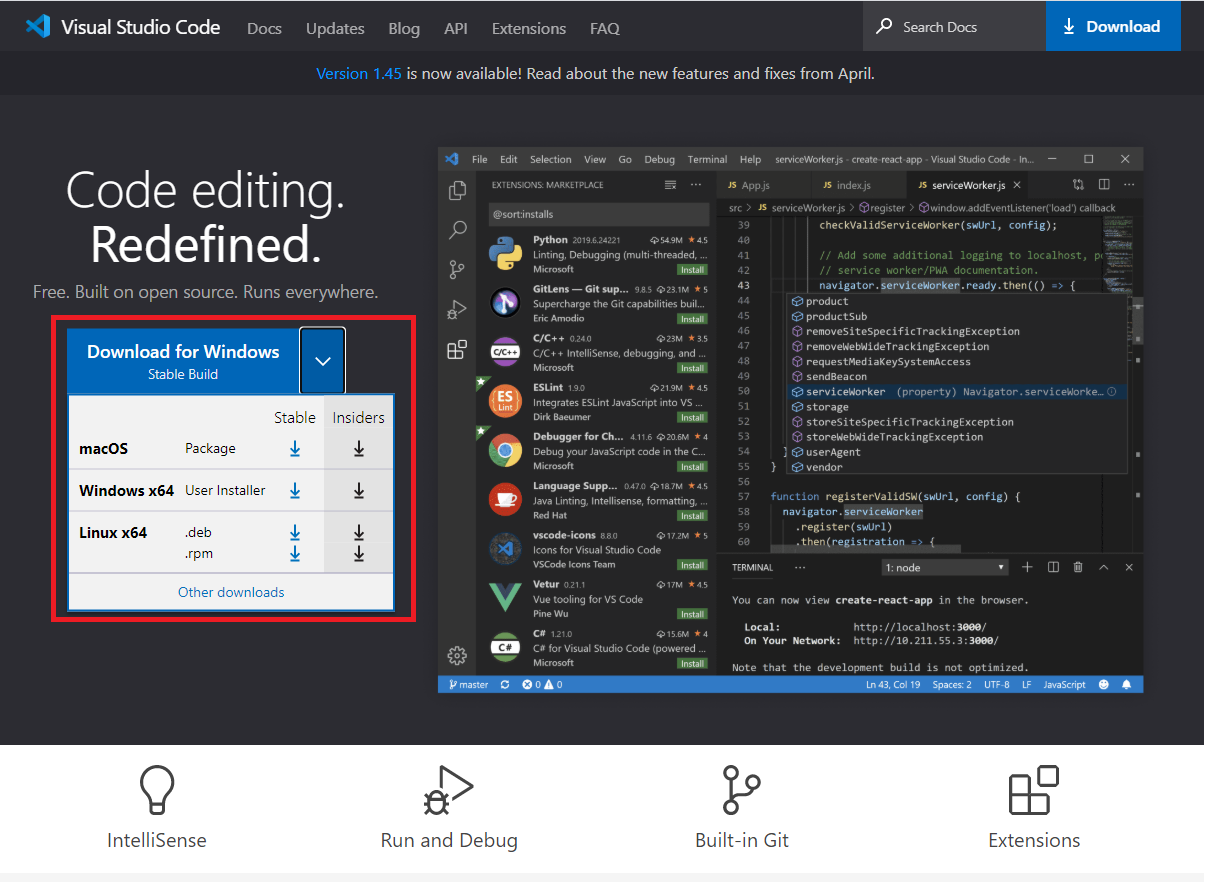 Visual Studio Code Docs Updates Blog API Extensions FAQ Search Docs Download
Version 1.45 is now available! Read about the new features and fixes from April.
Code editing.
Redefined.
Free. Built on open source. Runs everywhere.
Download for Windows
Stable Build
Stable Insiders
macOS Package
Windows x64 User Installer
Linux x64 .deb
.rpm
Other downloads
File Edit Selection View Go Debug Terminal Help serviceWorker.js - create-react-app - Visual Studio Code - In...
EXTENSIONS: MARKETPLACE
@sort:installs
Python 2019.6.24221 54.9M 4.5
Linting, Debugging (multi-threaded, ...
Microsoft Install
GitLens — Git sup... 9.8.5 23.1M 5
Supercharge the Git capabilities buil...
Eric Amodio Install
C/C++ 0.24.0 23M 3.5
C/C++ C/C++ IntelliSense, debugging, and ...
Microsoft Install
ESLint 1.9.0 21.9M 4.5
ES Lint Integrates ESLint JavaScript into VS ...
Dirk Baeumer Install
Debugger for Ch... 4.11.6 20.6M 4
Debug your JavaScript code in the C...
Microsoft Install
Language Supp... 0.47.0 18.7M 4.5
Java Linting, Intellisense, formatting, ...
Red Hat Install
vscode-icons 8.8.0 17.2M 5
Icons for Visual Studio Code
VSCode Icons Team Install
Vetur 0.21.1 17M 4.5
Vue tooling for VS Code
Pine Wu Install
C# 1.21.0 15.6M 4
C# C# for Visual Studio Code (powered ...
Microsoft Install
JS App.js JS index.js JS serviceWorker.js
src > JS serviceWorker.js > register > window.addEventListener('load') callback
39 checkValidServiceWorker(swUrl, config);
40
41 // Add some additional logging to localhost, p
42 // service worker/PWA documentation.
43 navigator.serviceWorker.ready.then(() => {
44 product
45 productSub
46 removeSiteSpecificTrackingException
47 removeWebWideTrackingException
48 requestMediaKeySystemAccess
49 sendBeacon
50 serviceWorker (property) Navigator.serviceWorke...
51 storage
52 storeSiteSpecificTrackingException
53 storeWebWideTrackingException
54 } userAgent
55 } vendor
56
57 function registerValidSW(swUrl, config) {
58 navigator.serviceWorker
59 .register(swUrl)
60 .then(registration => {
TERMINAL ... 1: node
You can now view create-react-app in the browser.
Local: http://localhost:3000/
On Your Network: http://10.211.55.3:3000/
Note that the development build is not optimized.
master 0 0 Ln 43, Col 19 Spaces: 2 UTF-8 LF JavaScript
IntelliSense Run and Debug Built-in Git Extensions